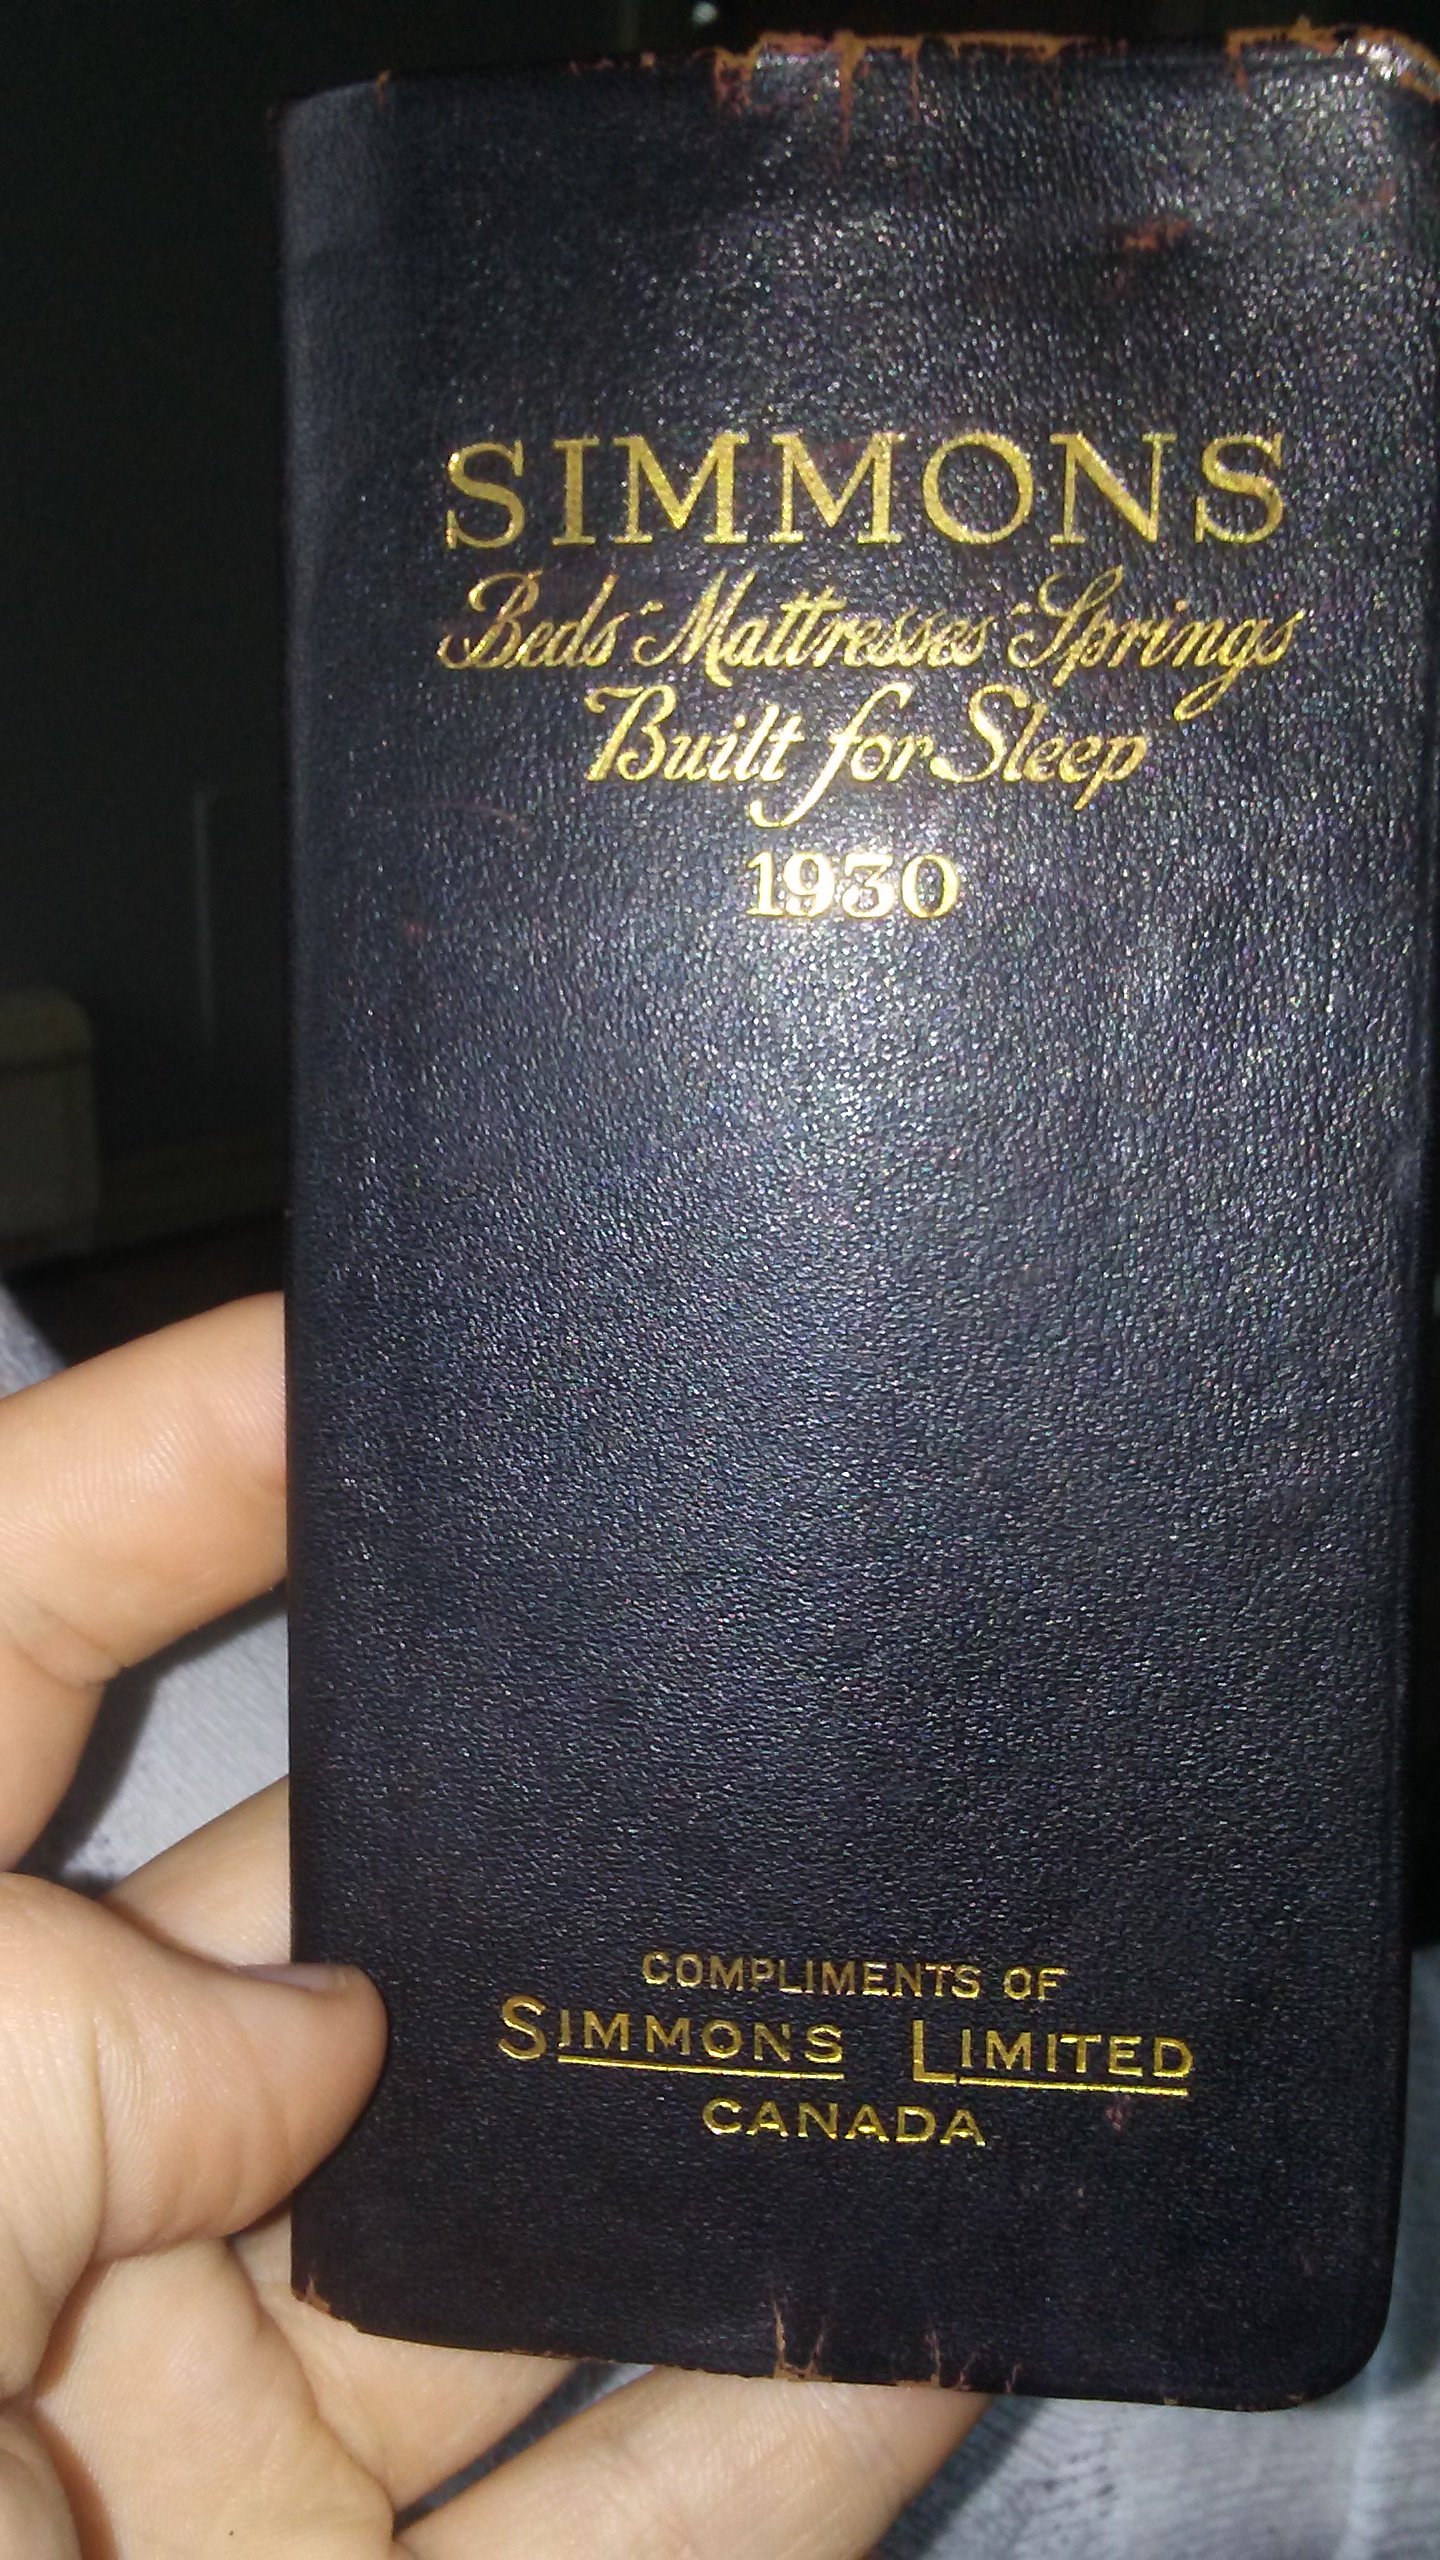 SIMMONS
Beds Mattresses Springs
Built for Sleep
1930
COMPLIMENTS OF
SIMMONS LIMITED
CANADA